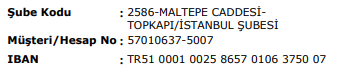 Şube Kodu : 2586-MALTEPE CADDESİ-
TOPKAPI/İSTANBUL ŞUBESİ
Müşteri/Hesap No : 57010637-5007
IBAN : TR51 0001 0025 8657 0106 3750 07